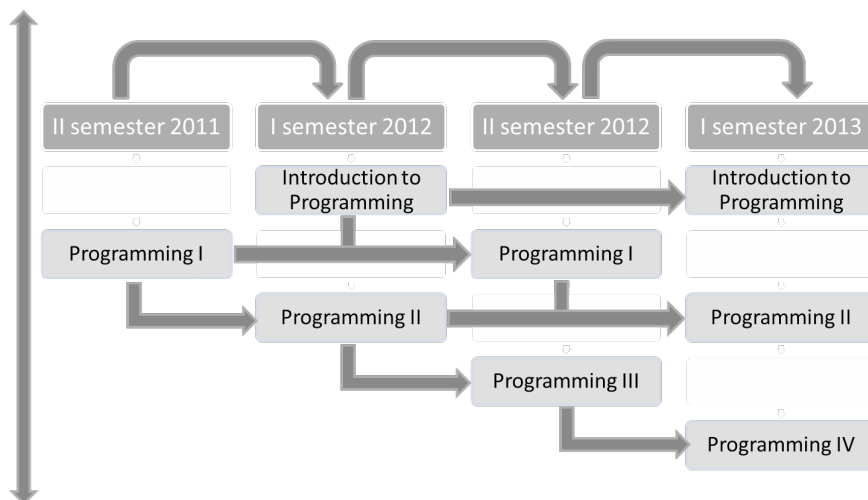 II semester 2011
I semester 2012
II semester 2012
I semester 2013
Introduction to
Programming
Introduction to
Programming
Programming I
Programming I
Programming II
Programming II
Programming III
Programming IV